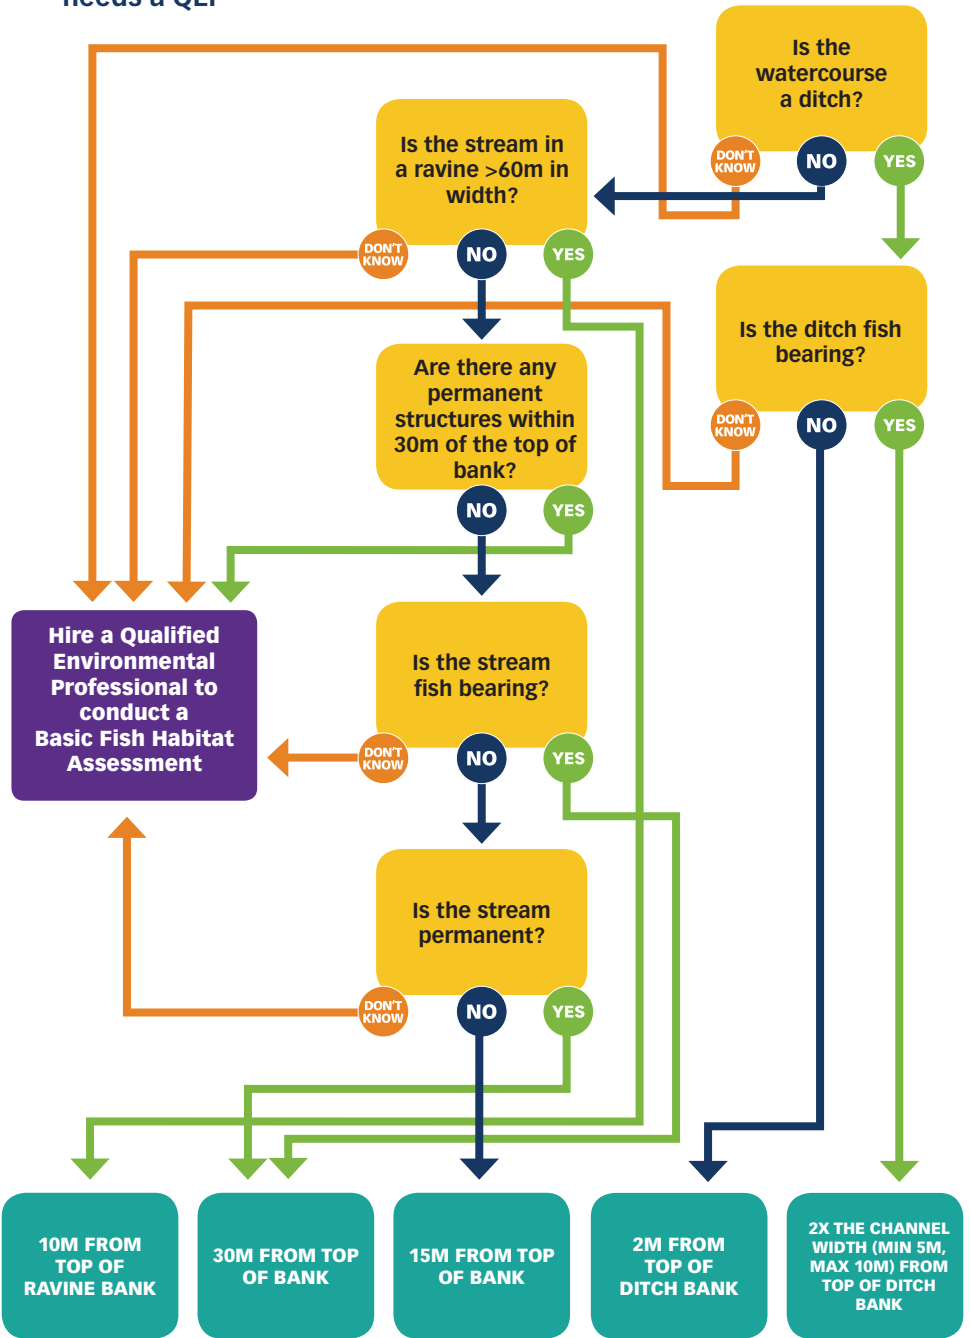 needs a QEP
Is the
watercourse
a ditch?
DON'T
KNOW
NO
YES
Is the stream in
a ravine >60m in
width?
DON'T
KNOW
NO
YES
Is the ditch fish
bearing?
DON'T
KNOW
NO
YES
Are there any
permanent
structures within
30m of the top of
bank?
NO
YES
Hire a Qualified
Environmental
Professional to
conduct a
Basic Fish Habitat
Assessment
Is the stream
fish bearing?
DON'T
KNOW
NO
YES
Is the stream
permanent?
DON'T
KNOW
NO
YES
10M FROM
TOP OF
RAVINE BANK
30M FROM TOP
OF BANK
15M FROM TOP
OF BANK
2M FROM
TOP OF
DITCH BANK
2X THE CHANNEL
WIDTH (MIN 5M,
MAX 10M) FROM
TOP OF DITCH
BANK